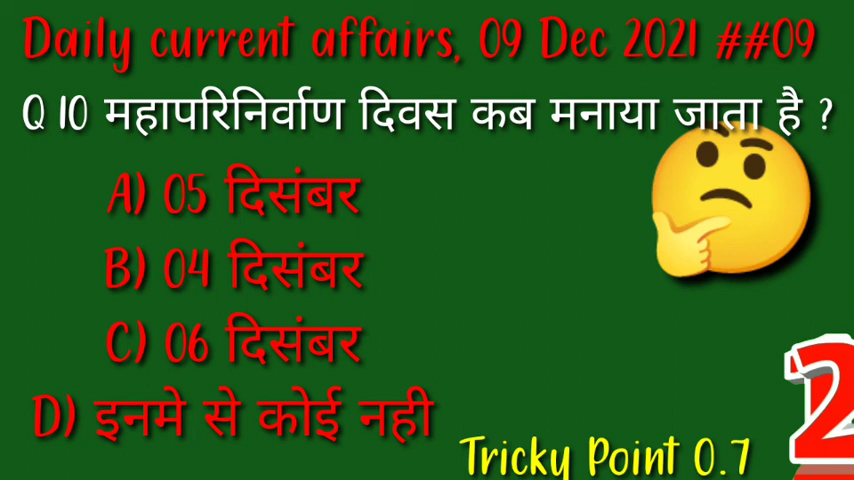 Daily current affairs, 09 Dec 2021 ##09
Q 10 महापरिनिर्वाण दिवस कब मनाया जाता है ?
A) 05 दिसंबर
B) 04 दिसंबर
C) 06 दिसंबर
D) इनमे से कोई नही
Tricky Point 0.7
2